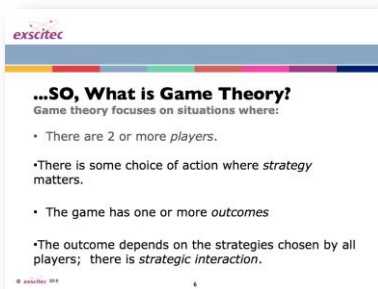 exscitec
...SO, What is Game Theory?
Game theory focuses on situations where:
• There are 2 or more players.
•There is some choice of action where strategy
matters.
• The game has one or more outcomes
•The outcome depends on the strategies chosen by all
players; there is strategic interaction.
exscitec
6